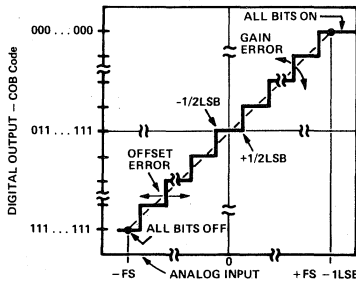 DIGITAL OUTPUT – COB Code
000 ... 000
ALL BITS ON
GAIN
ERROR
-1/2LSB
011 ... 111
+1/2LSB
OFFSET
ERROR
111 ... 111
ALL BITS OFF
-FS
0
+FS -1LSB
ANALOG INPUT